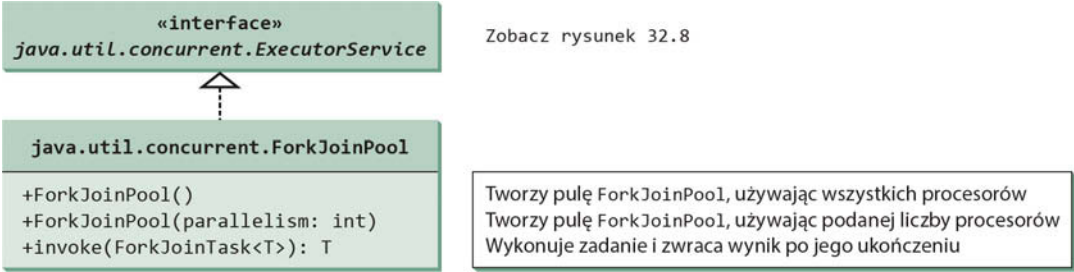 «interface»
java.util.concurrent.ExecutorService
Zobacz rysunek 32.8
java.util.concurrent.ForkJoinPool
+ForkJoinPool()
+ForkJoinPool(parallelism: int)
+invoke(ForkJoinTask<T>): T
Tworzy pulę ForkJoinPool, używając wszystkich procesorów
Tworzy pulę ForkJoinPool, używając podanej liczby procesorów
Wykonuje zadanie i zwraca wynik po jego ukończeniu